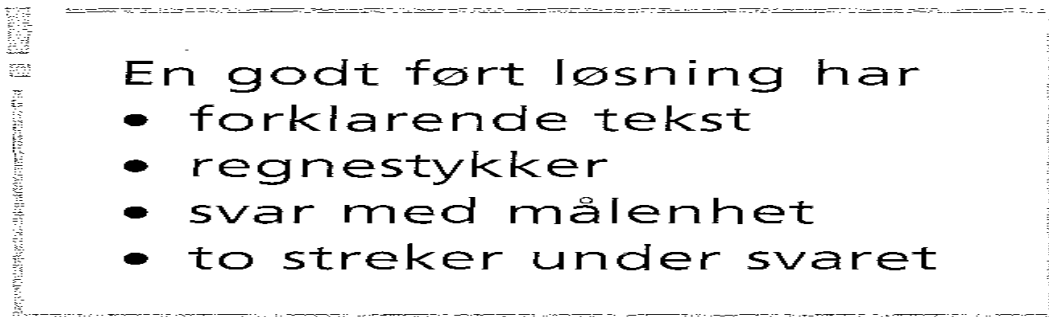 En godt ført løsning har
• forklarende tekst
• regnestykker
• svar med målenhet
• to streker under svaret